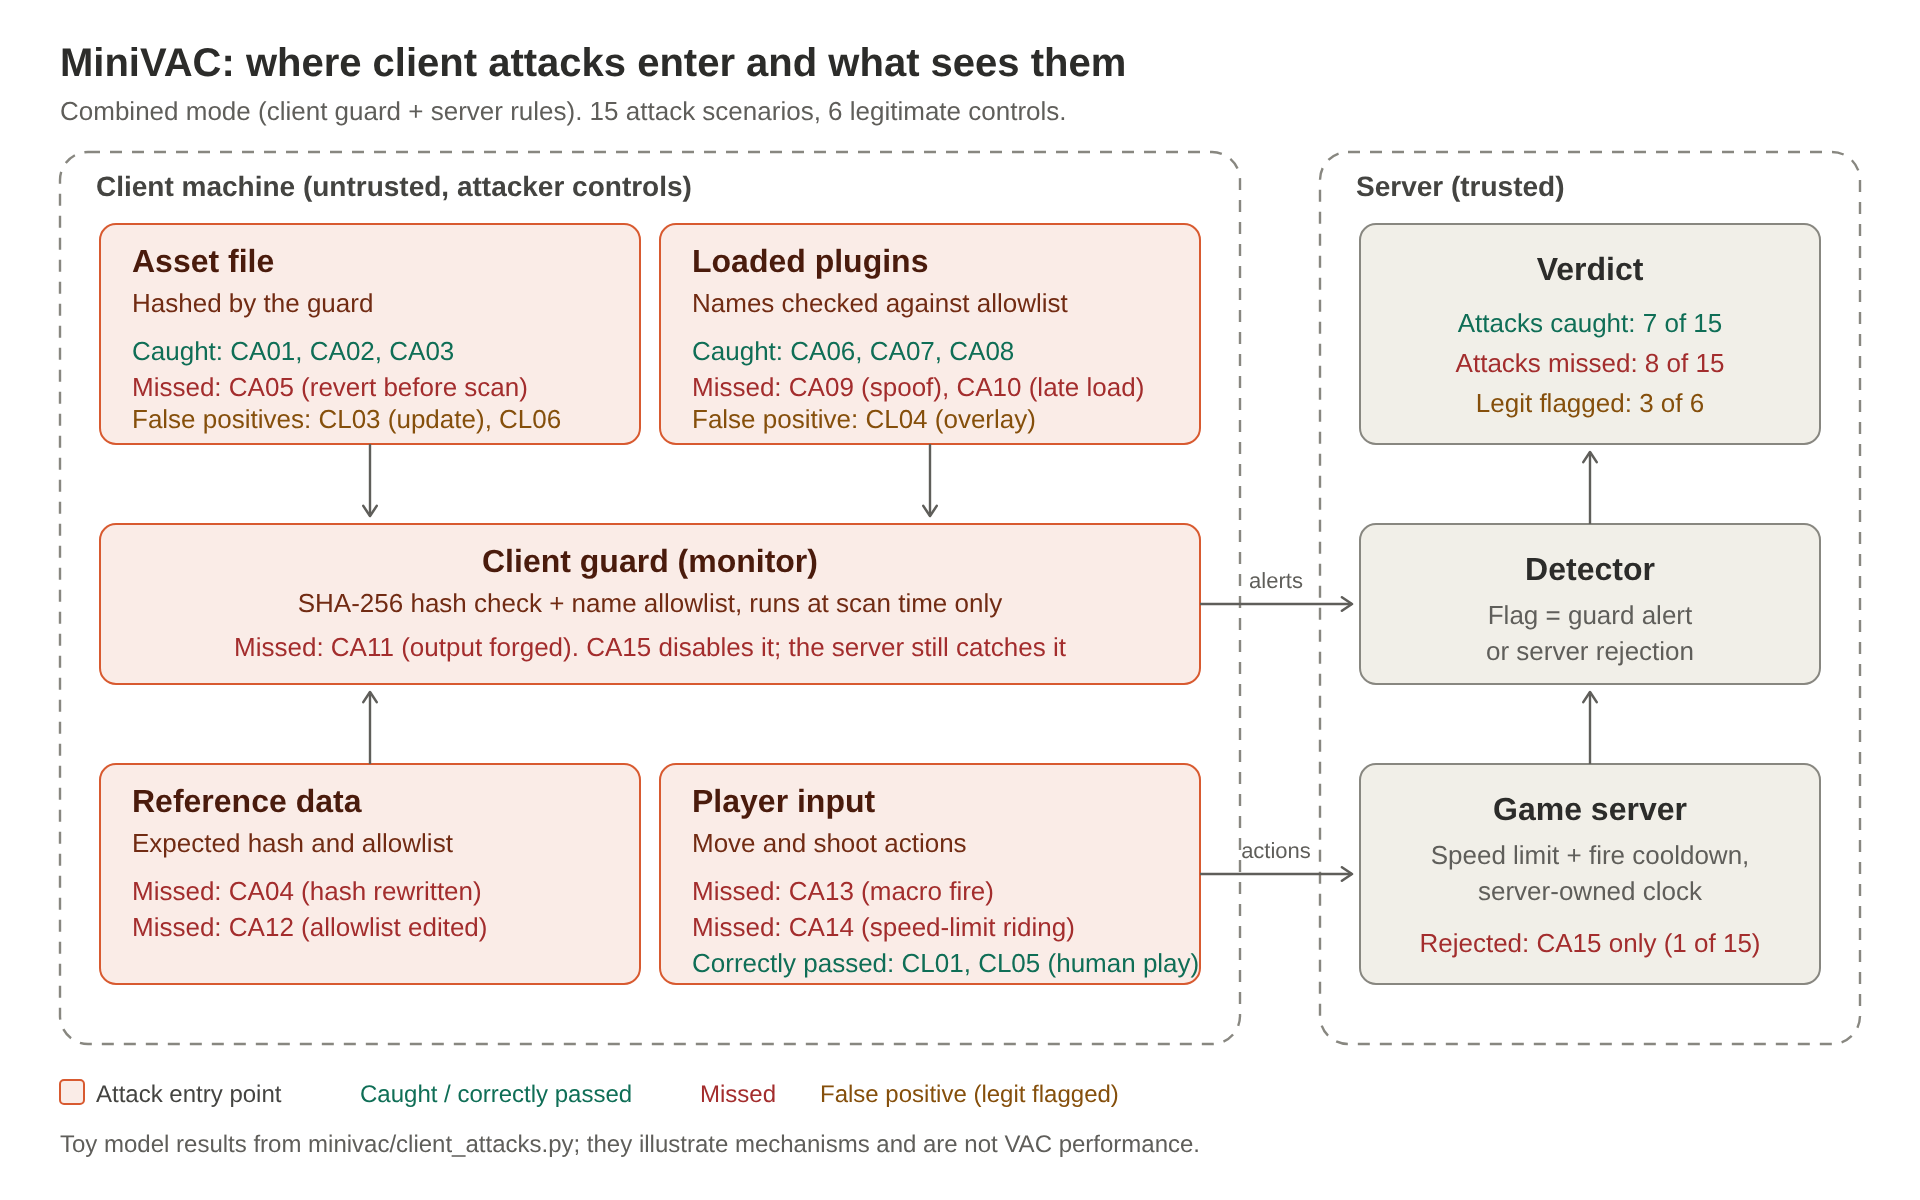 MiniVAC: where client attacks enter and what sees them
Combined mode (client guard + server rules). 15 attack scenarios, 6 legitimate controls.
Client machine (untrusted, attacker controls)
Asset file
Hashed by the guard
Caught: CA01, CA02, CA03
Missed: CA05 (revert before scan)
False positives: CL03 (update), CL06
Loaded plugins
Names checked against allowlist
Caught: CA06, CA07, CA08
Missed: CA09 (spoof), CA10 (late load)
False positive: CL04 (overlay)
Client guard (monitor)
SHA-256 hash check + name allowlist, runs at scan time only
Missed: CA11 (output forged). CA15 disables it; the server still catches it
Reference data
Expected hash and allowlist
Missed: CA04 (hash rewritten)
Missed: CA12 (allowlist edited)
Player input
Move and shoot actions
Missed: CA13 (macro fire)
Missed: CA14 (speed-limit riding)
Correctly passed: CL01, CL05 (human play)
alerts
actions
Server (trusted)
Verdict
Attacks caught: 7 of 15
Attacks missed: 8 of 15
Legit flagged: 3 of 6
Detector
Flag = guard alert
or server rejection
Game server
Speed limit + fire cooldown,
server-owned clock
Rejected: CA15 only (1 of 15)
Attack entry point
Caught / correctly passed
Missed
False positive (legit flagged)
Toy model results from minivac/client_attacks.py; they illustrate mechanisms and are not VAC performance.